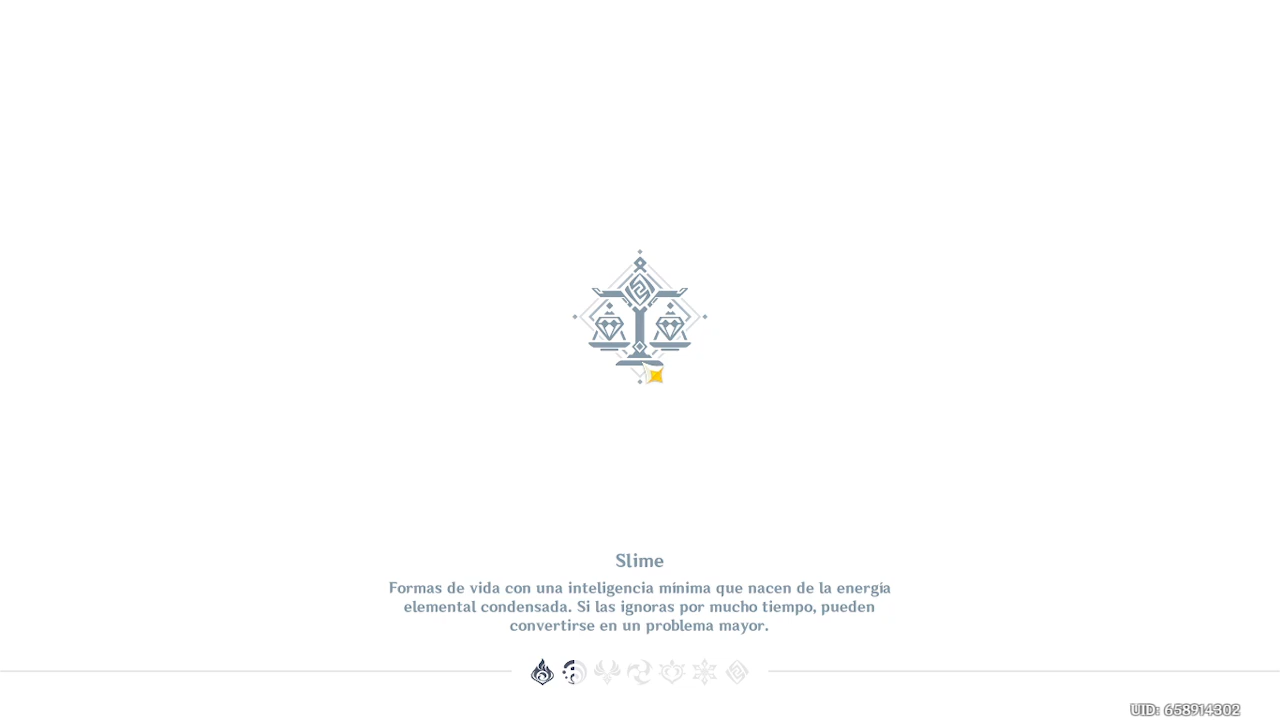 Slime
Formas de vida con una inteligencia mínima que nacen de la energía
elemental condensada. Si las ignoras por mucho tiempo, pueden
convertirse en un problema mayor.
UID: 658914302